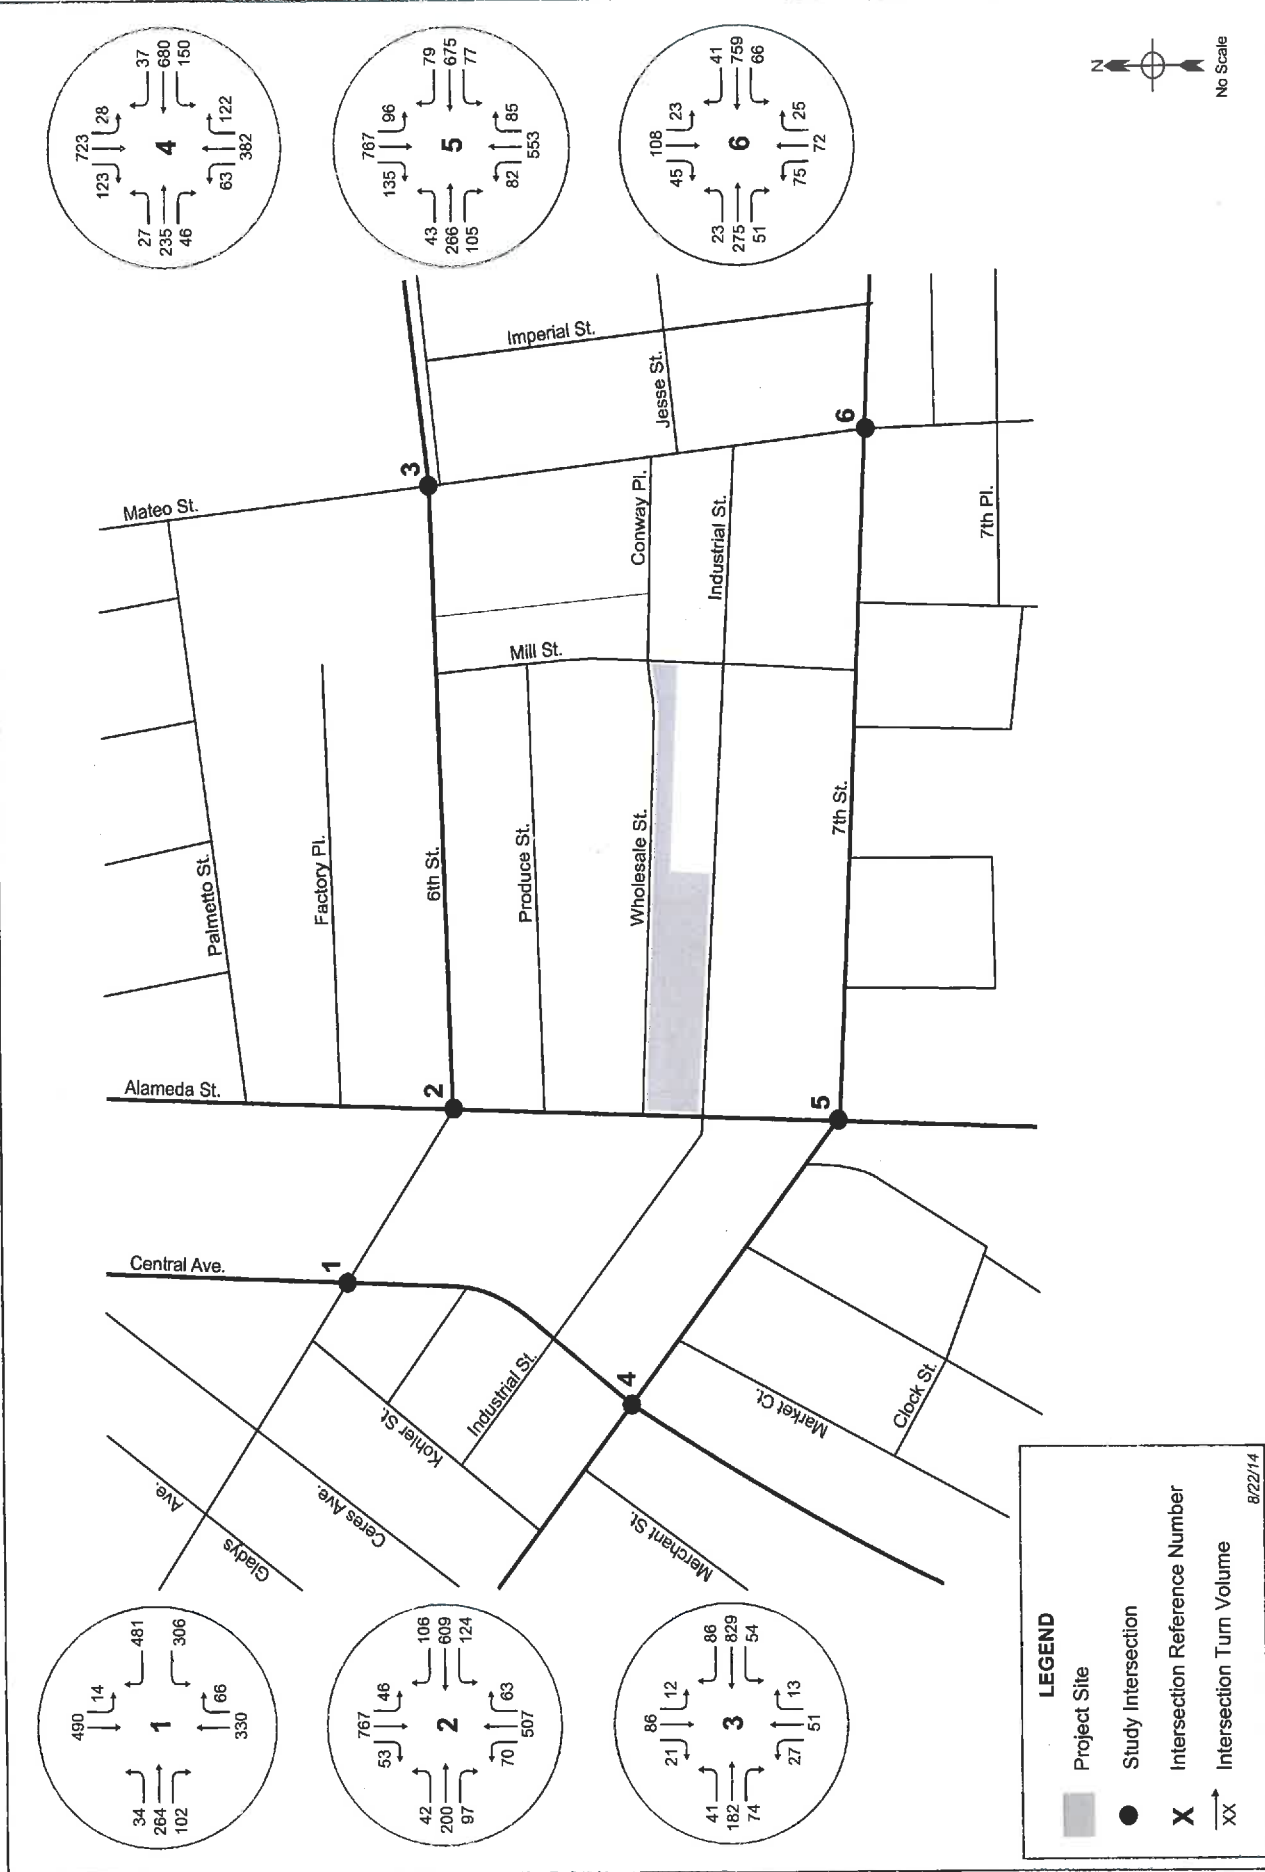 490
14
481
306
34
264
102
1
66
330
53
767
46
106
609
124
42
200
97
2
70
507
63
21
86
12
86
829
54
41
182
74
3
27
51
13
123
723
28
37
680
150
27
235
46
4
63
382
122
135
767
96
79
675
77
43
266
105
5
82
553
85
45
108
23
41
759
66
23
275
51
6
75
72
25
Gladys
Ave.
Ceres Ave.
Kohler St.
Industrial St.
Central Ave.
Merchant St.
Market Ct.
Clock St.
Alameda St.
Palmetto St.
Factory Pl.
6th St.
Produce St.
Wholesale St.
7th St.
Mill St.
Mateo St.
Conway Pl.
Industrial St.
Jesse St.
Imperial St.
7th Pl.
1
2
3
4
5
6
N
No Scale
LEGEND
Project Site
Study Intersection
X Intersection Reference Number
XX Intersection Turn Volume
8/22/14